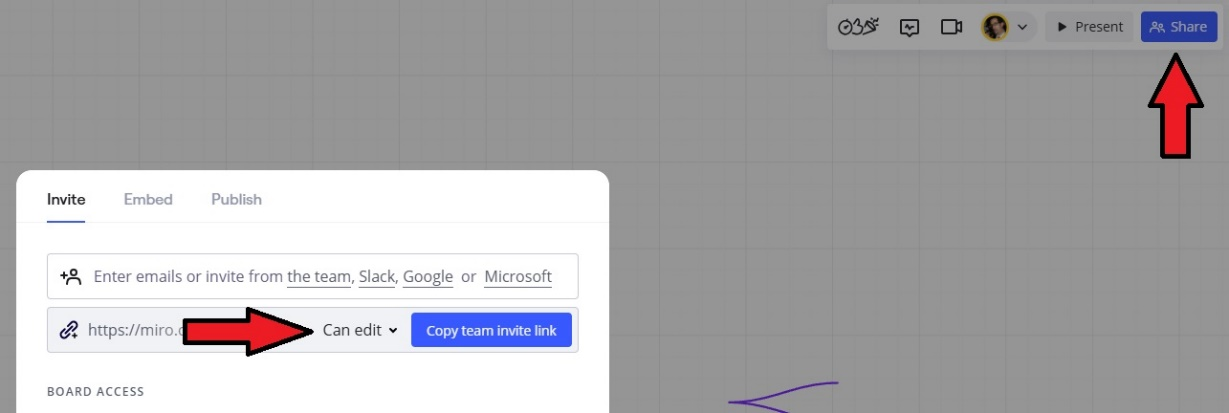 Present
Share
Invite Embed Publish
Enter emails or invite from the team, Slack, Google or Microsoft
https://miro. Can edit Copy team invite link
BOARD ACCESS